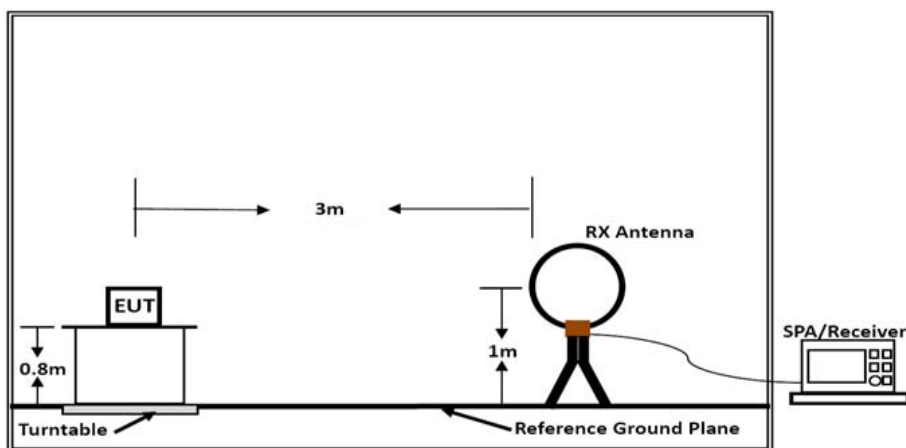 3m
RX Antenna
EUT
SPA/Receiver
0.8m
1m
Turntable
Reference Ground Plane